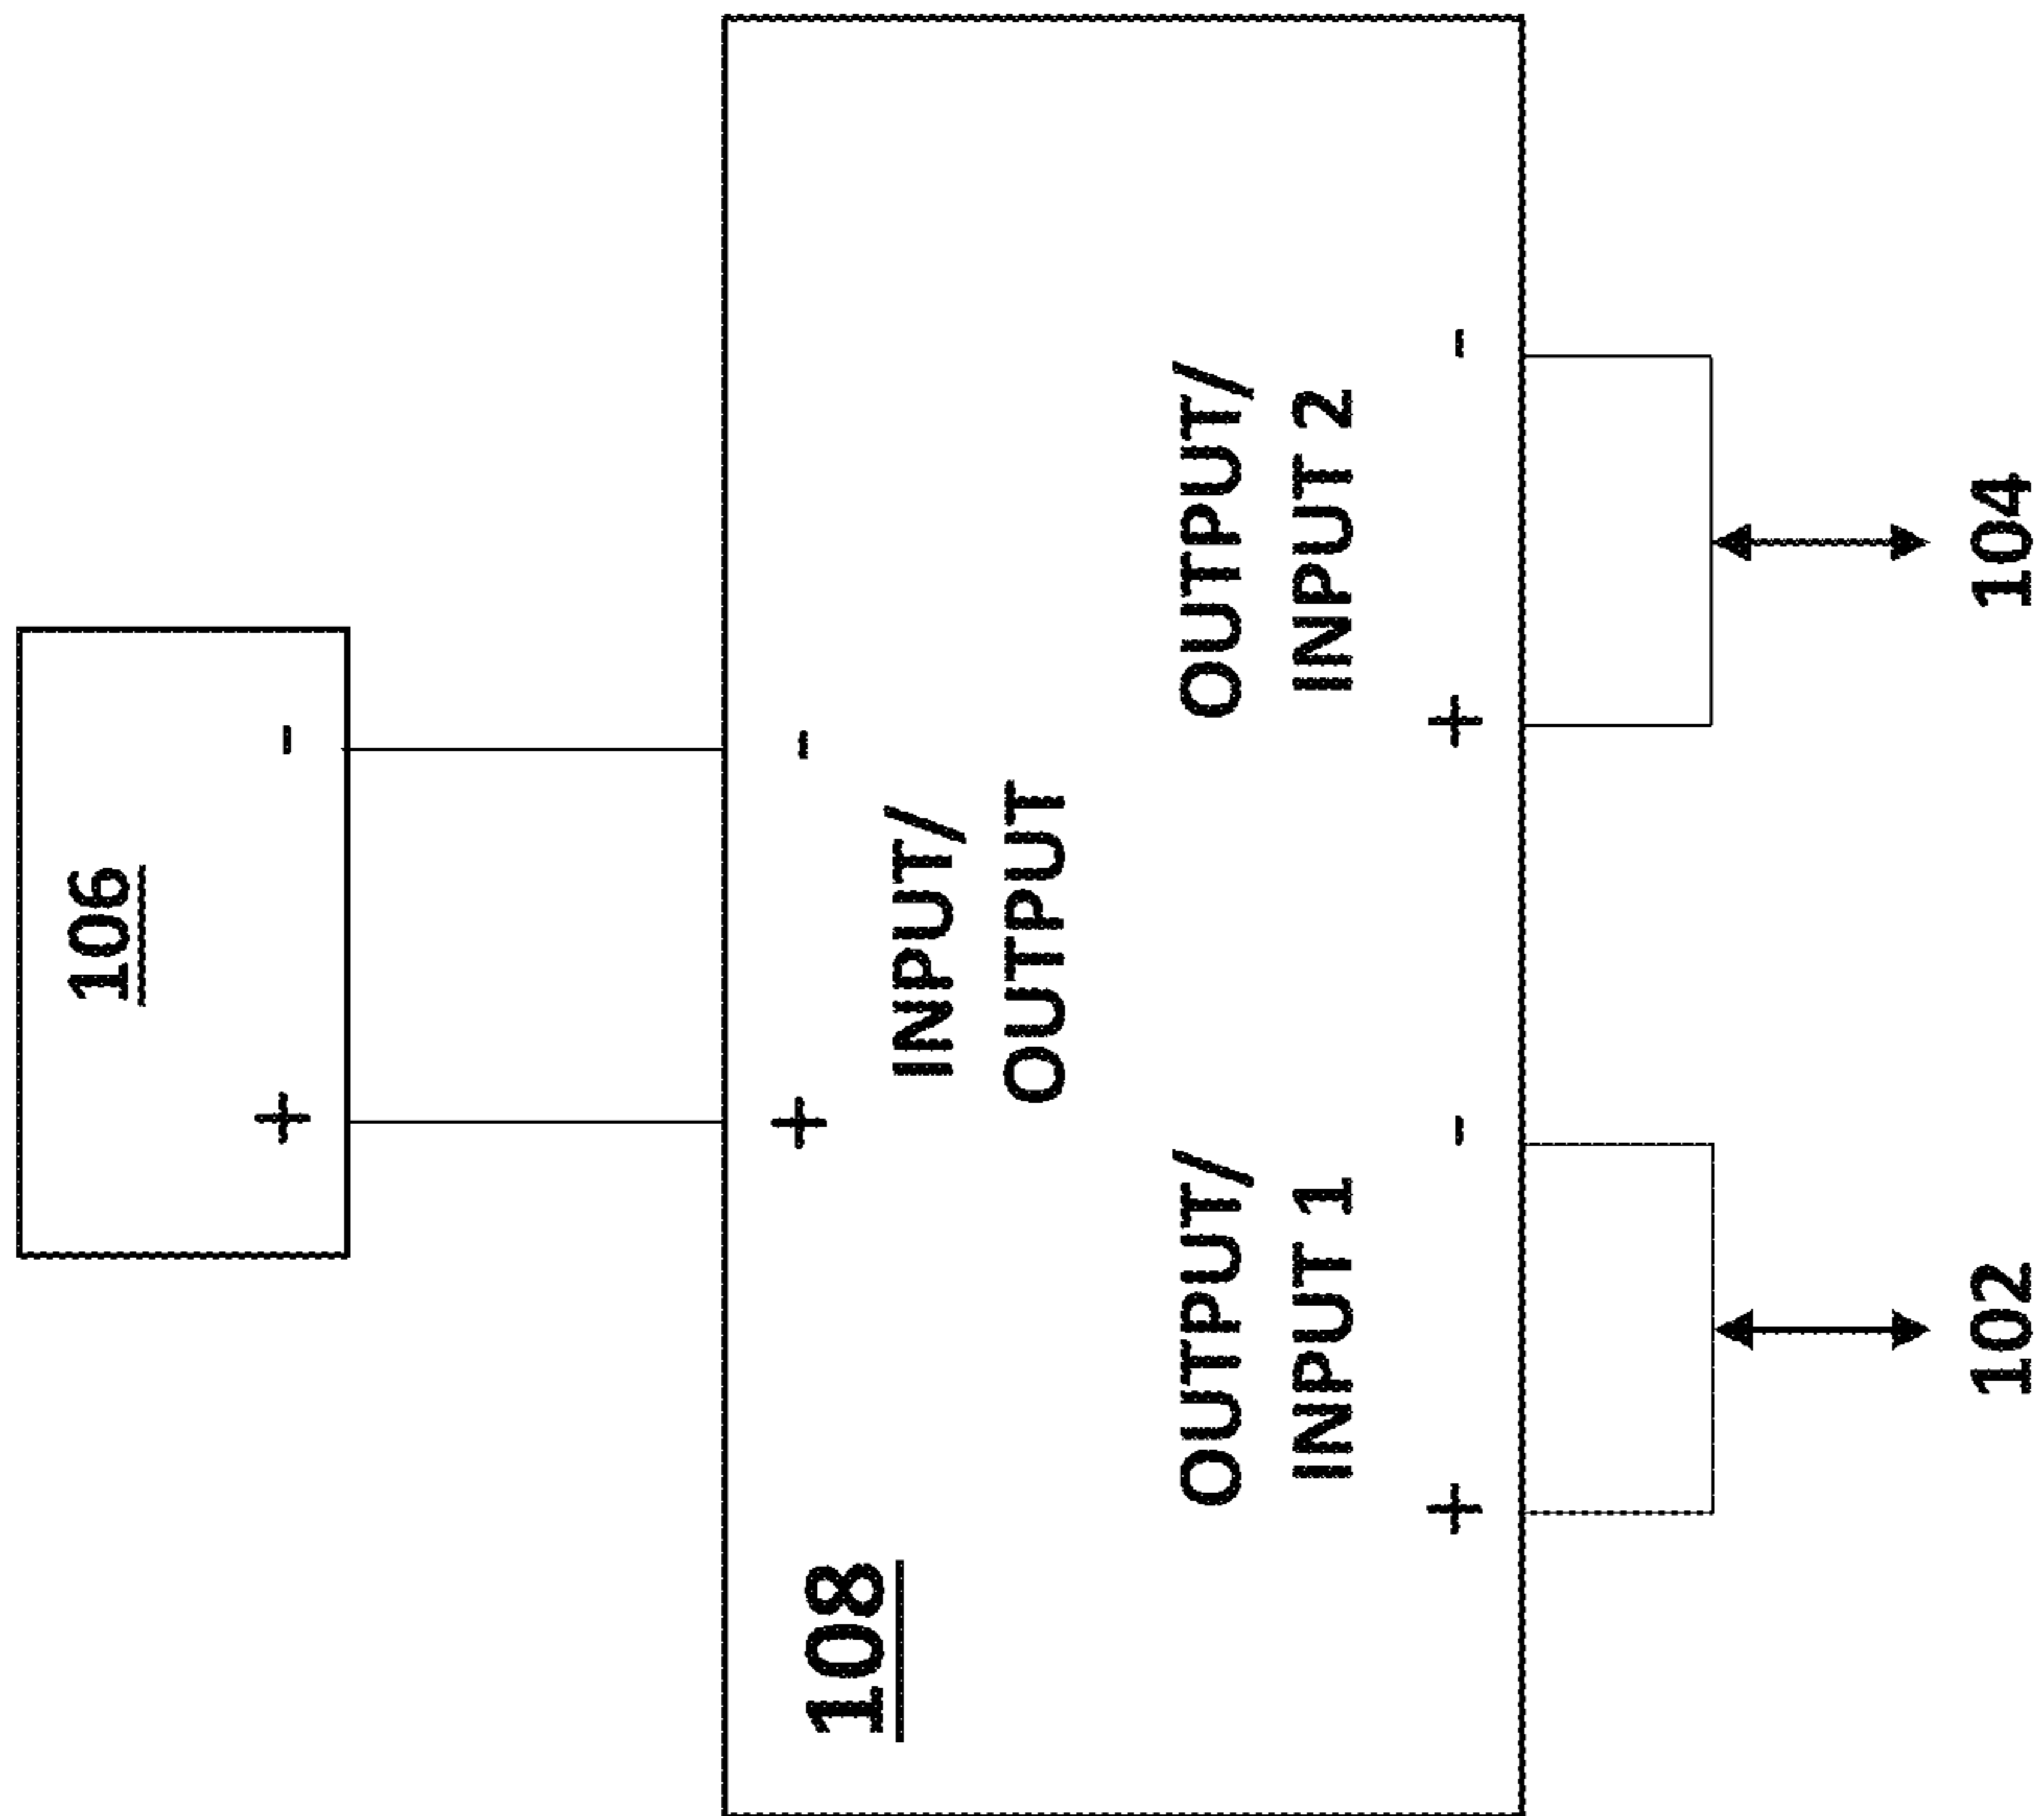 106
+ -
+ -
108
INPUT/
OUTPUT
OUTPUT/
INPUT 1
OUTPUT/
INPUT 2
+ - + -
102
104